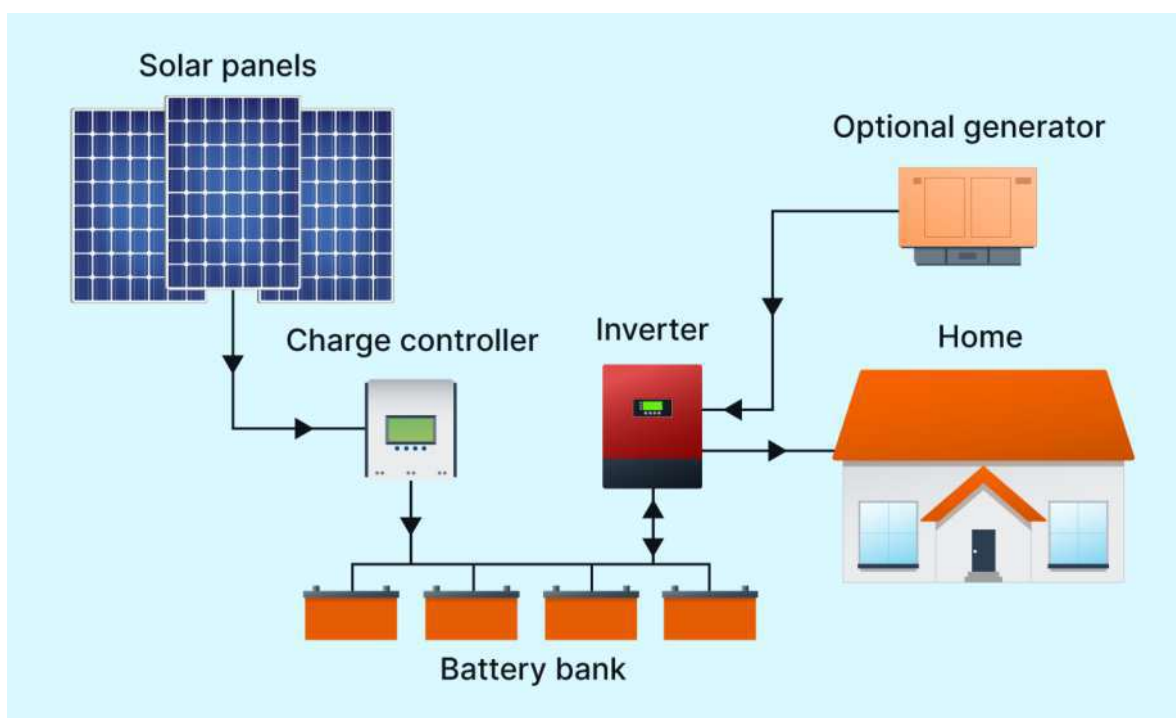 Solar panels
Optional generator
Charge controller
Inverter
Home
Battery bank